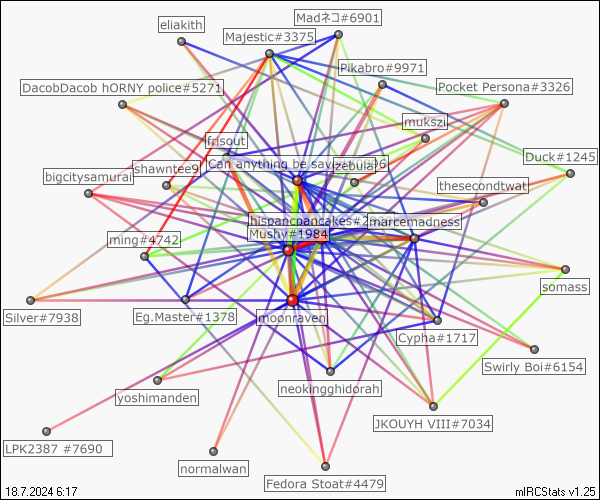 eliakith
Madネコ#6901
Majestic#3375
Pikabro#9971
DacobDacob hORNY police#5271
Pocket Persona#3326
mukszi
frisout
Duck#1245
Can anything be save
zebula?
shawntee9
bigcitysamurai
thesecondtwat
hispancpancakes#2
marcemadness
Mushy#1984
ming#4742
somass
Silver#7938
Eg.Master#1378
moonraven
Cypha#1717
Swirly Boi#6154
neokingghidorah
yoshimanden
JKOUYH VIII#7034
LPK2387 #7690
normalwan
Fedora Stoat#4479
18.7.2024 6:17
mIRCStats v1.25